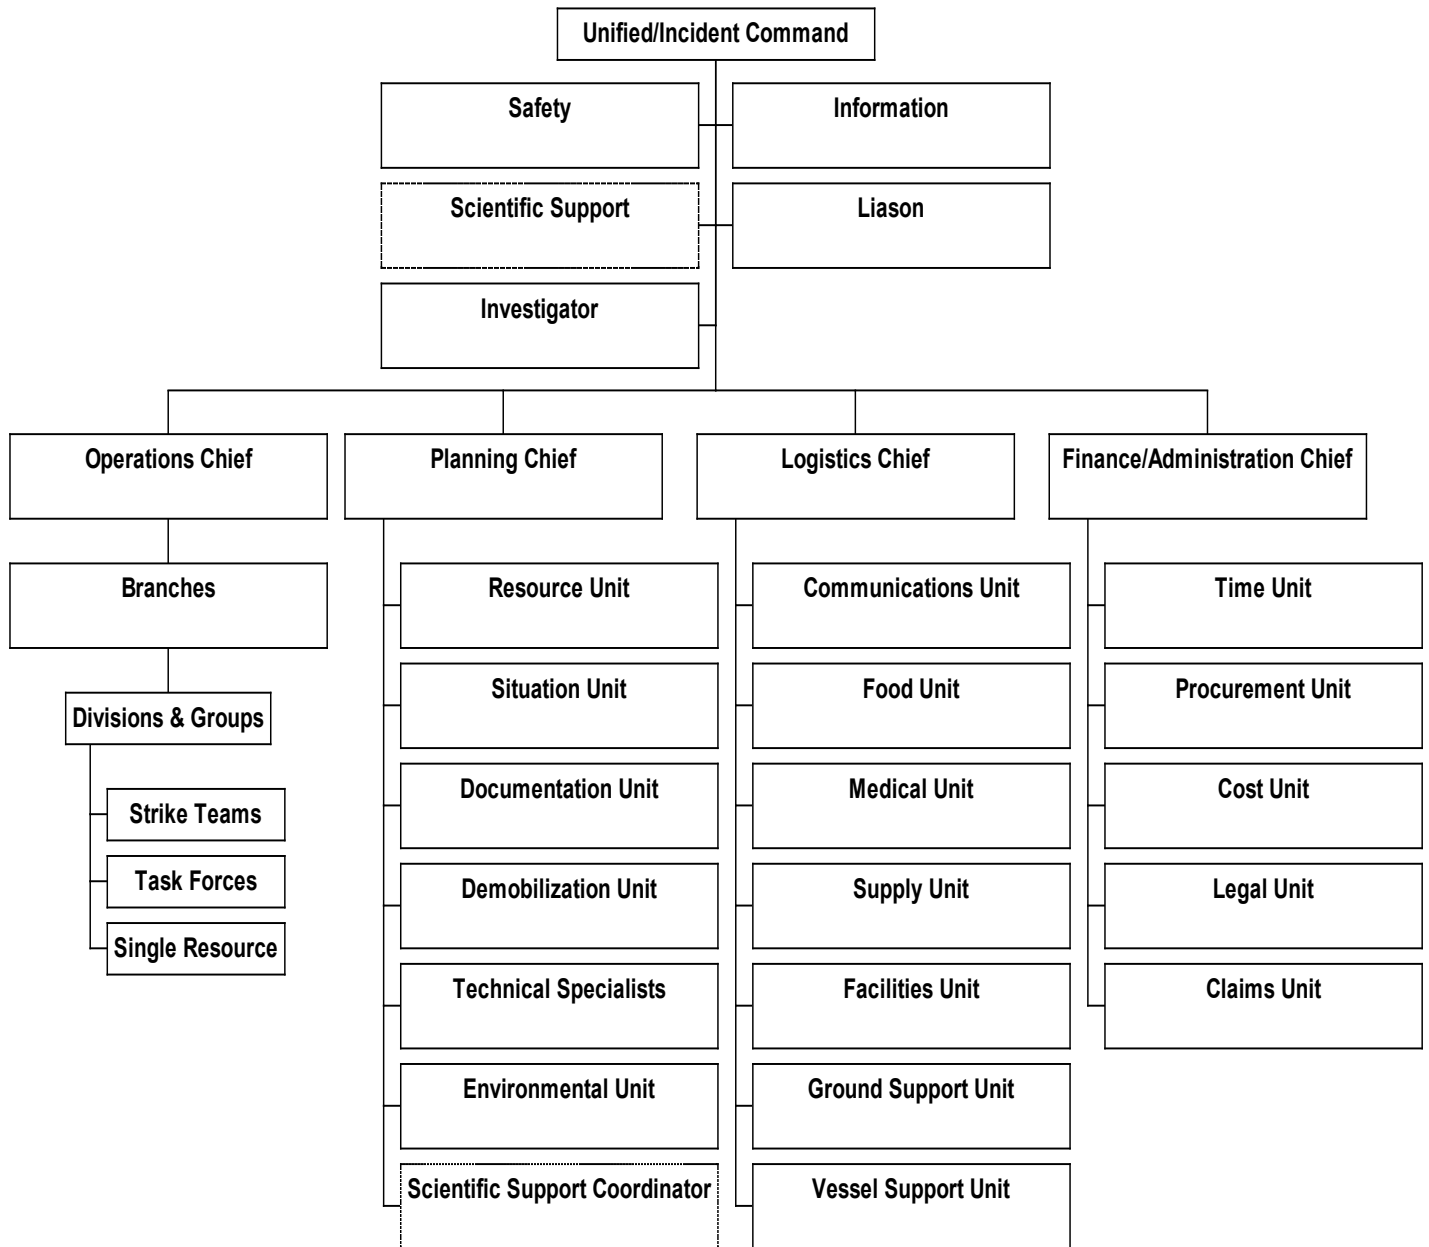 Unified/Incident Command
Safety
Information
Scientific Support
Liason
Investigator
Operations Chief
Planning Chief
Logistics Chief
Finance/Administration Chief
Branches
Resource Unit
Communications Unit
Time Unit
Situation Unit
Food Unit
Procurement Unit
Divisions & Groups
Documentation Unit
Medical Unit
Cost Unit
Strike Teams
Task Forces
Demobilization Unit
Supply Unit
Legal Unit
Single Resource
Technical Specialists
Facilities Unit
Claims Unit
Environmental Unit
Ground Support Unit
Scientific Support Coordinator
Vessel Support Unit